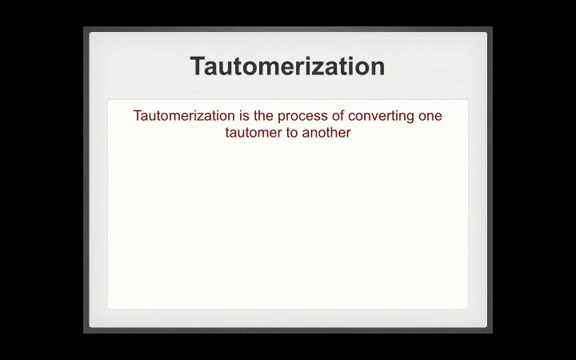 Tautomerization
Tautomerization is the process of converting one
tautomer to another